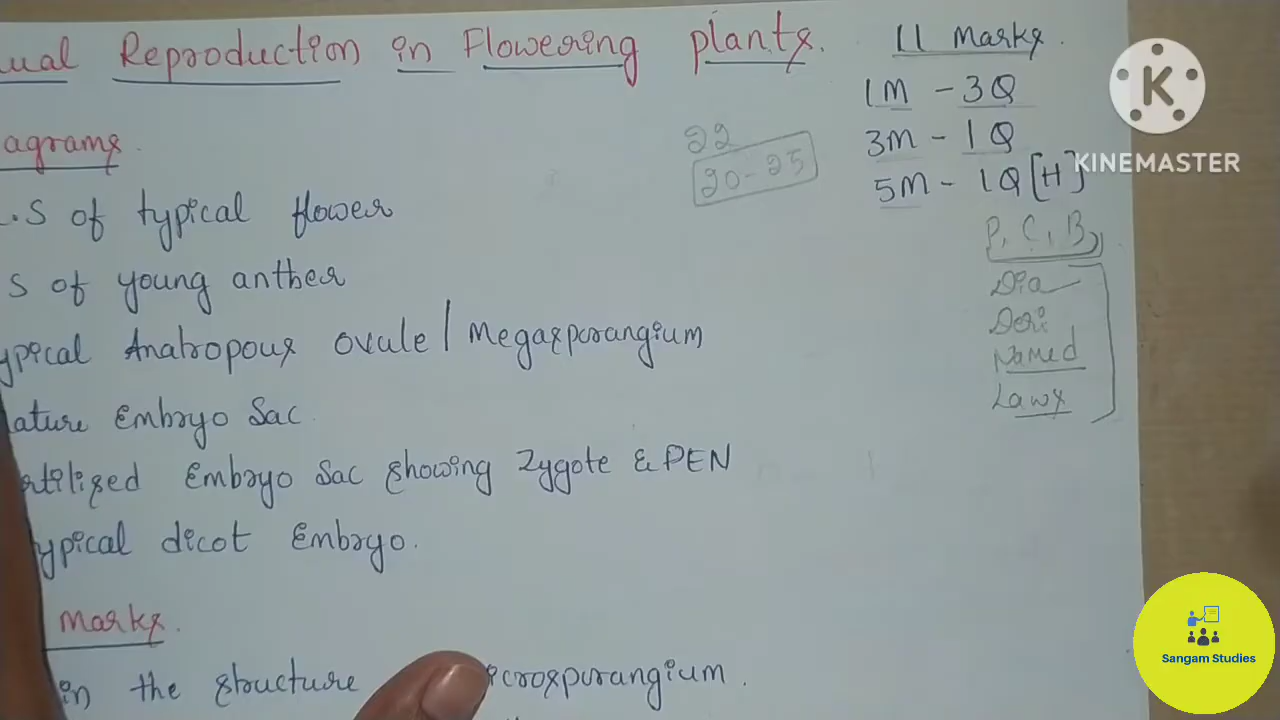 ual Reproduction in Flowering plants. 11 Marks.
1M - 3Q
3M - 1Q
5M - 1Q [H]
KINEMASTER
22
20-25
P, C, B
Dia
Deri
Named
Laws
agrams.
.S of typical flower
S of young anther
ypical Anatropous Ovule / Megasporangium
ature Embryo Sac.
rtilized Embryo Sac showing Zygote & PEN
ypical dicot Embryo.
Marks.
in the structure icrosporangium.
Sangam Studies